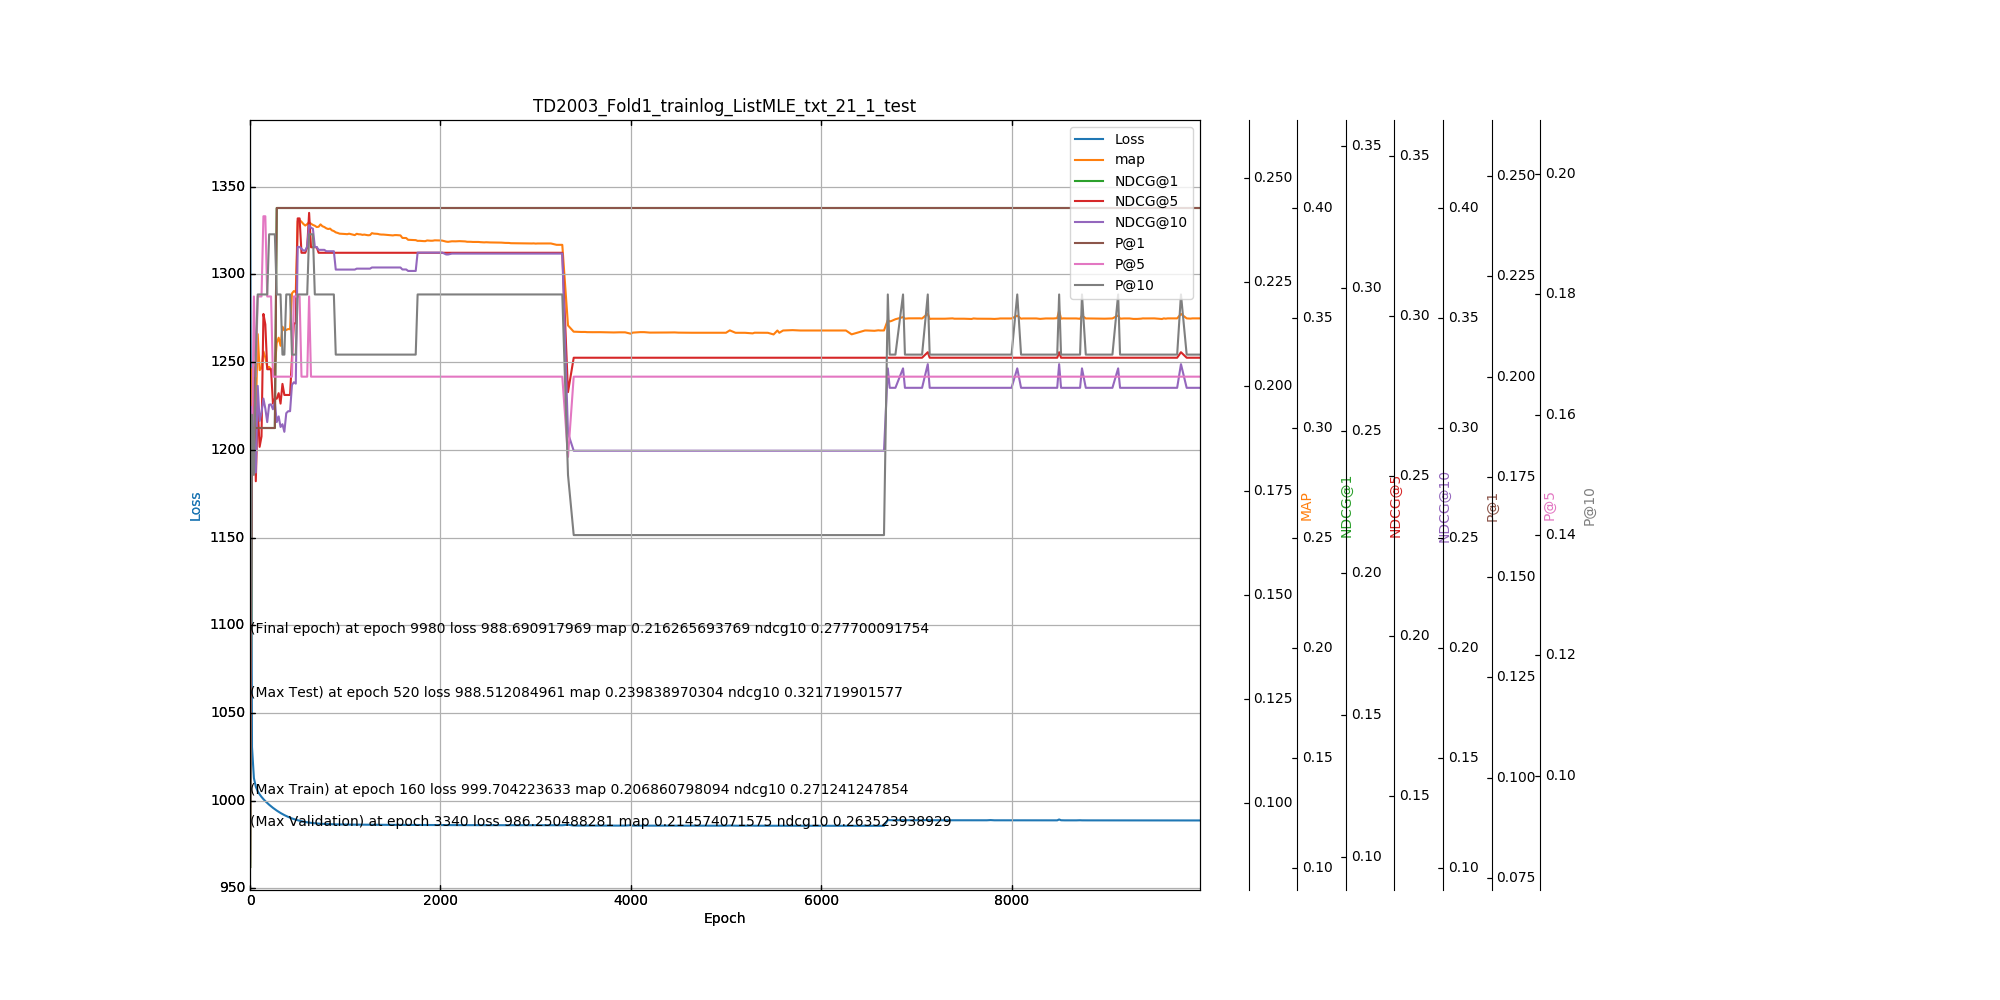 TD2003_Fold1_trainlog_ListMLE_txt_21_1_test
Loss
map
NDCG@1
NDCG@5
NDCG@10
P@1
P@5
P@10
1350
1300
1250
1200
1150
1100
1050
1000
950
Loss
(Final epoch) at epoch 9980 loss 988.690917969 map 0.216265693769 ndcg10 0.277700091754
(Max Test) at epoch 520 loss 988.512084961 map 0.239838970304 ndcg10 0.321719901577
(Max Train) at epoch 160 loss 999.704223633 map 0.206860798094 ndcg10 0.271241247854
(Max Validation) at epoch 3340 loss 986.250488281 map 0.214574071575 ndcg10 0.263523938929
0 2000 4000 6000 8000
Epoch
0.250
0.225
0.200
0.175
0.150
0.125
0.100
MAP
0.40
0.35
0.30
0.25
0.20
0.15
0.10
NDCG@1
0.35
0.30
0.25
0.20
0.15
0.10
NDCG@5
0.35
0.30
0.25
0.20
0.15
NDCG@10
0.40
0.35
0.30
0.25
0.20
0.15
0.10
P@1
0.250
0.225
0.200
0.175
0.150
0.125
0.100
0.075
P@5
0.20
0.18
0.16
0.14
0.12
0.10
P@10